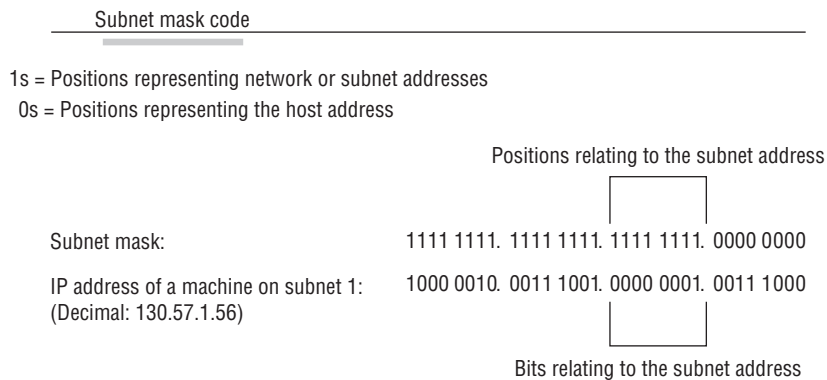 Subnet mask code
1s = Positions representing network or subnet addresses
0s = Positions representing the host address
Positions relating to the subnet address
Subnet mask: 1111 1111. 1111 1111. 1111 1111. 0000 0000
IP address of a machine on subnet 1: 1000 0010. 0011 1001. 0000 0001. 0011 1000
(Decimal: 130.57.1.56)
Bits relating to the subnet address